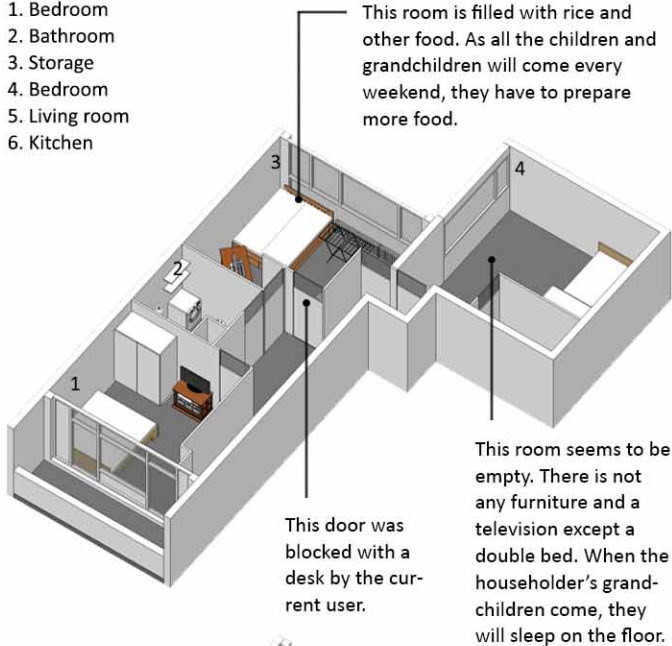 1. Bedroom
2. Bathroom
3. Storage
4. Bedroom
5. Living room
6. Kitchen
This room is filled with rice and
other food. As all the children and
grandchildren will come every
weekend, they have to prepare
more food.
3
4
2
1
This door was
blocked with a
desk by the cur-
rent user.
This room seems to be
empty. There is not
any furniture and a
television except a
double bed. When the
householder’s grand-
children come, they
will sleep on the floor.